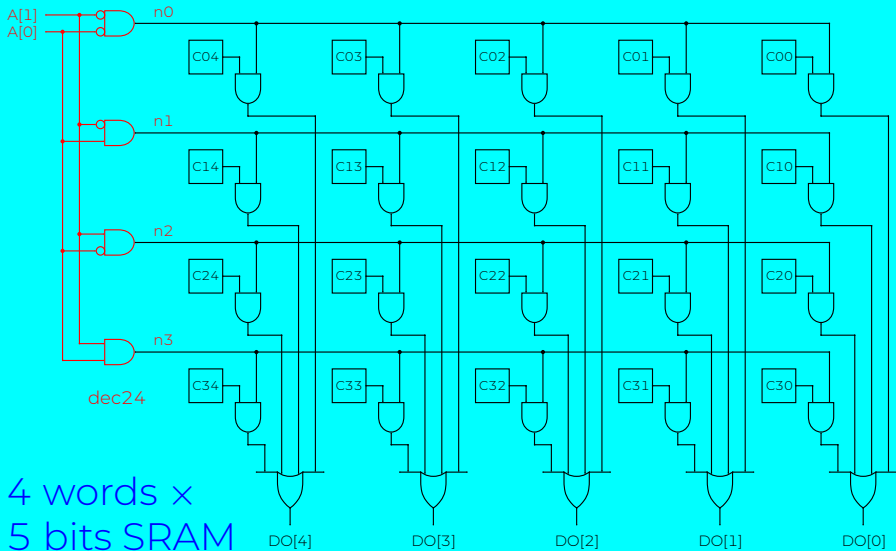 A[1]
A[0]
n0
C04 C03 C02 C01 C00
n1
C14 C13 C12 C11 C10
n2
C24 C23 C22 C21 C20
n3
C34 C33 C32 C31 C30
dec24
4 words ×
5 bits SRAM
DO[4] DO[3] DO[2] DO[1] DO[0]